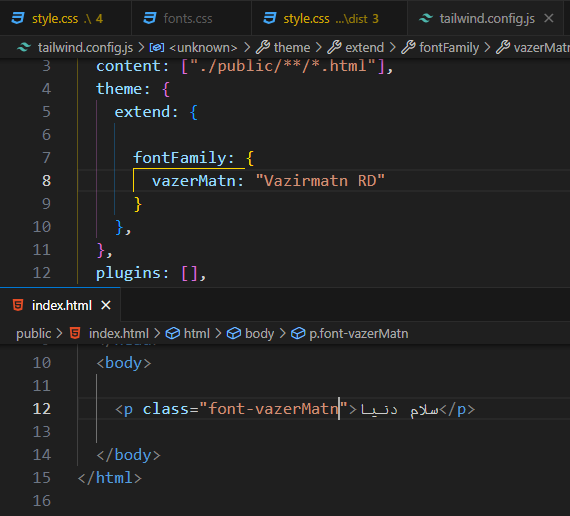 style.css .\ 4 fonts.css style.css ...\dist 3 tailwind.config.js
tailwind.config.js > <unknown> > theme > extend > fontFamily > vazerMatn
3 content: ["./public/**/*.html"],
4 theme: {
5 extend: {
6
7 fontFamily: {
8 vazerMatn: "Vazirmatn RD"
9 }
10 },
11 },
12 plugins: [],
index.html
public > index.html > html > body > p.font-vazerMatn
10 <body>
11
12 <p class="font-vazerMatn">سلام دنیا</p>
13
14 </body>
15 </html>
16